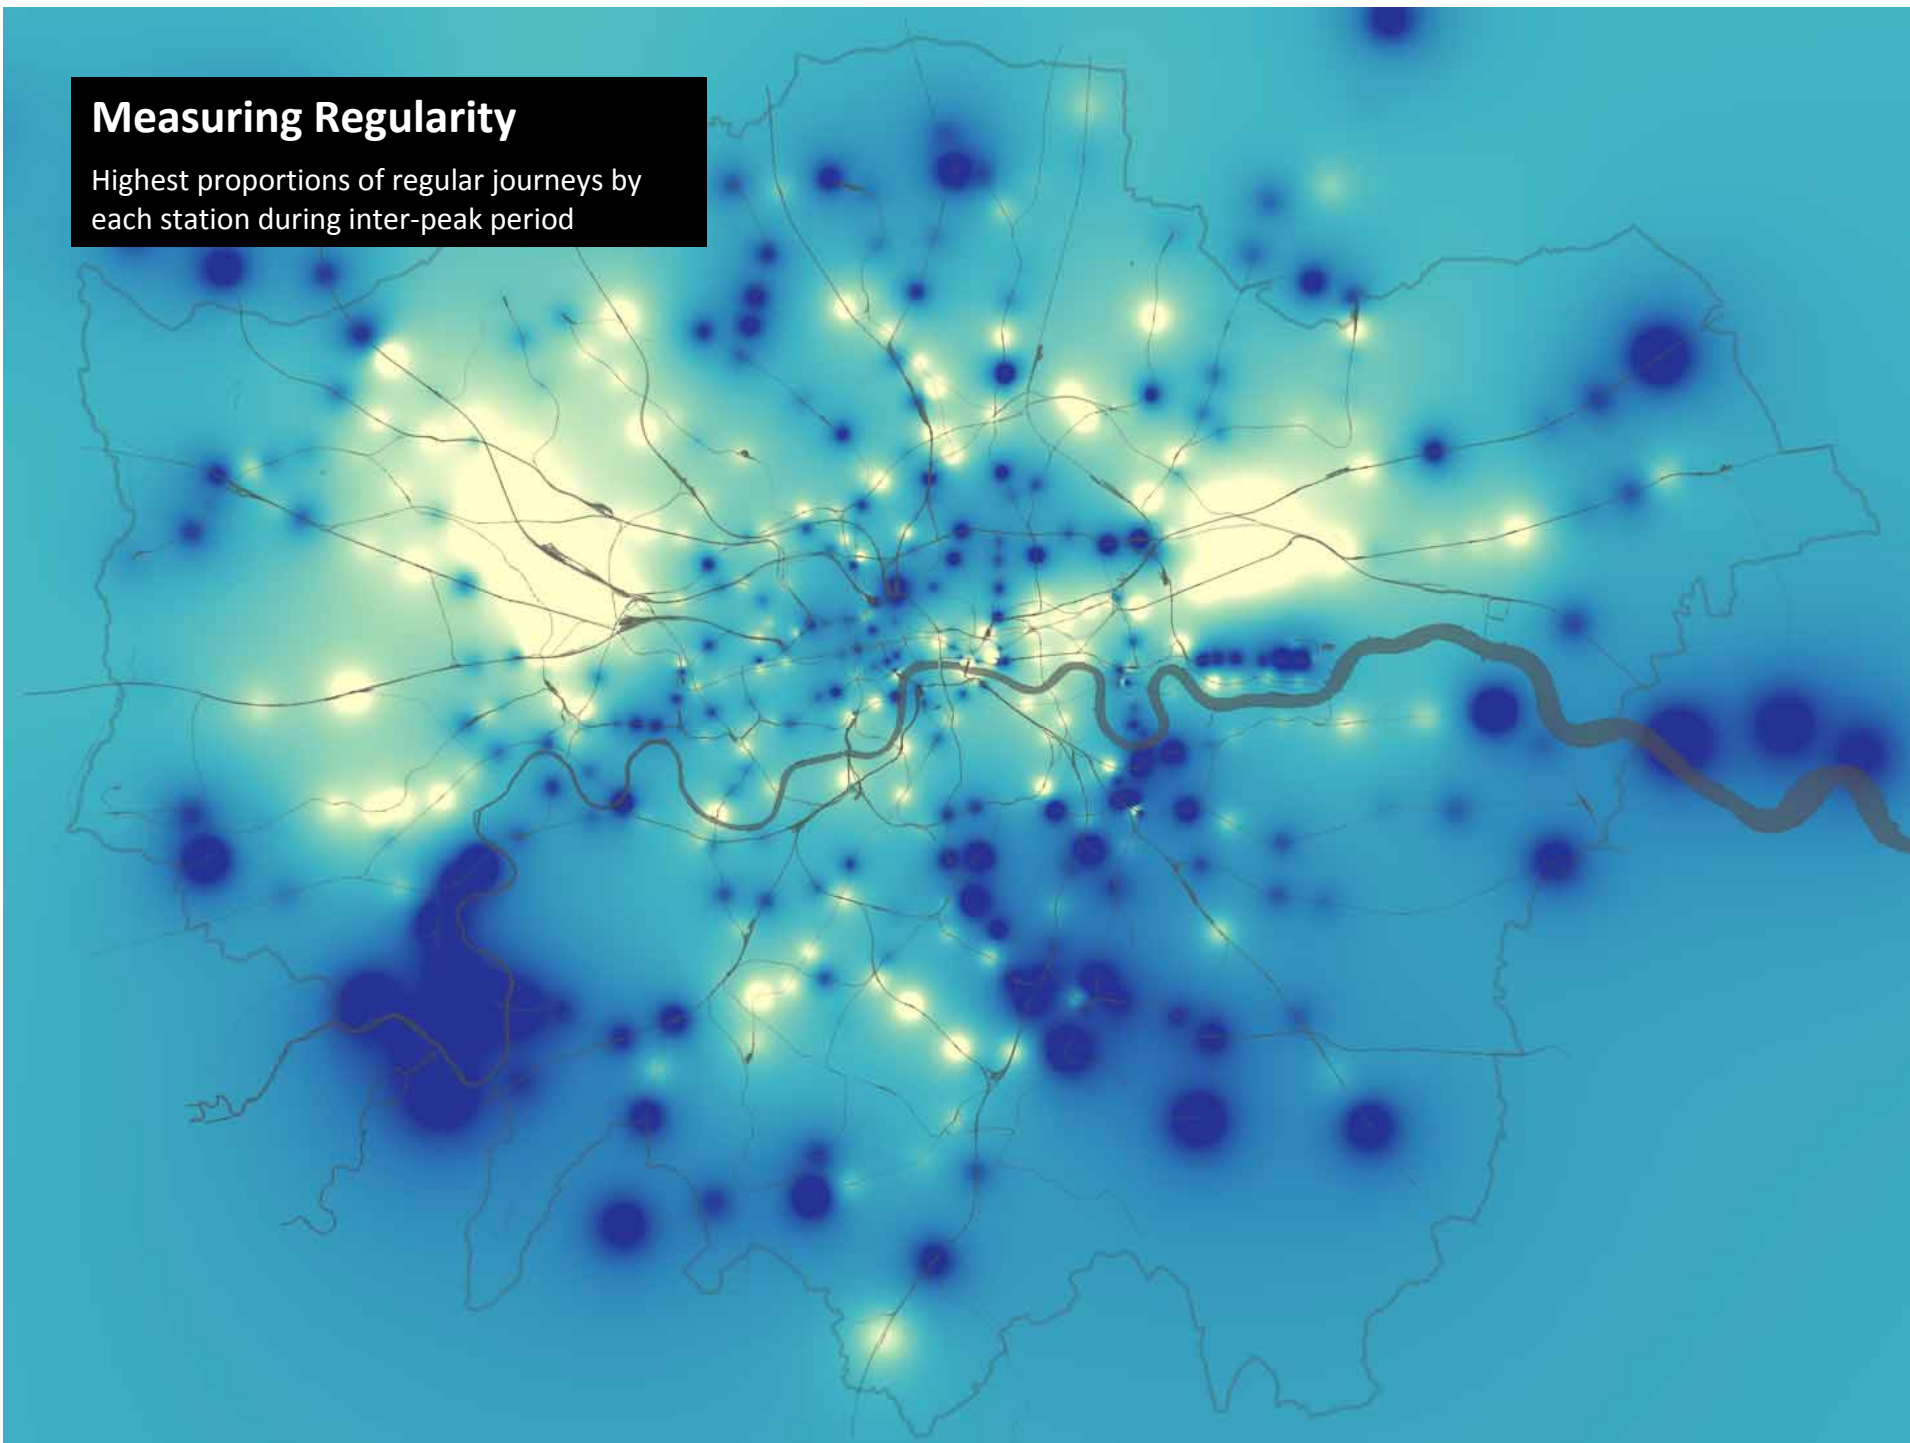 Measuring Regularity
Highest proportions of regular journeys by
each station during inter-peak period